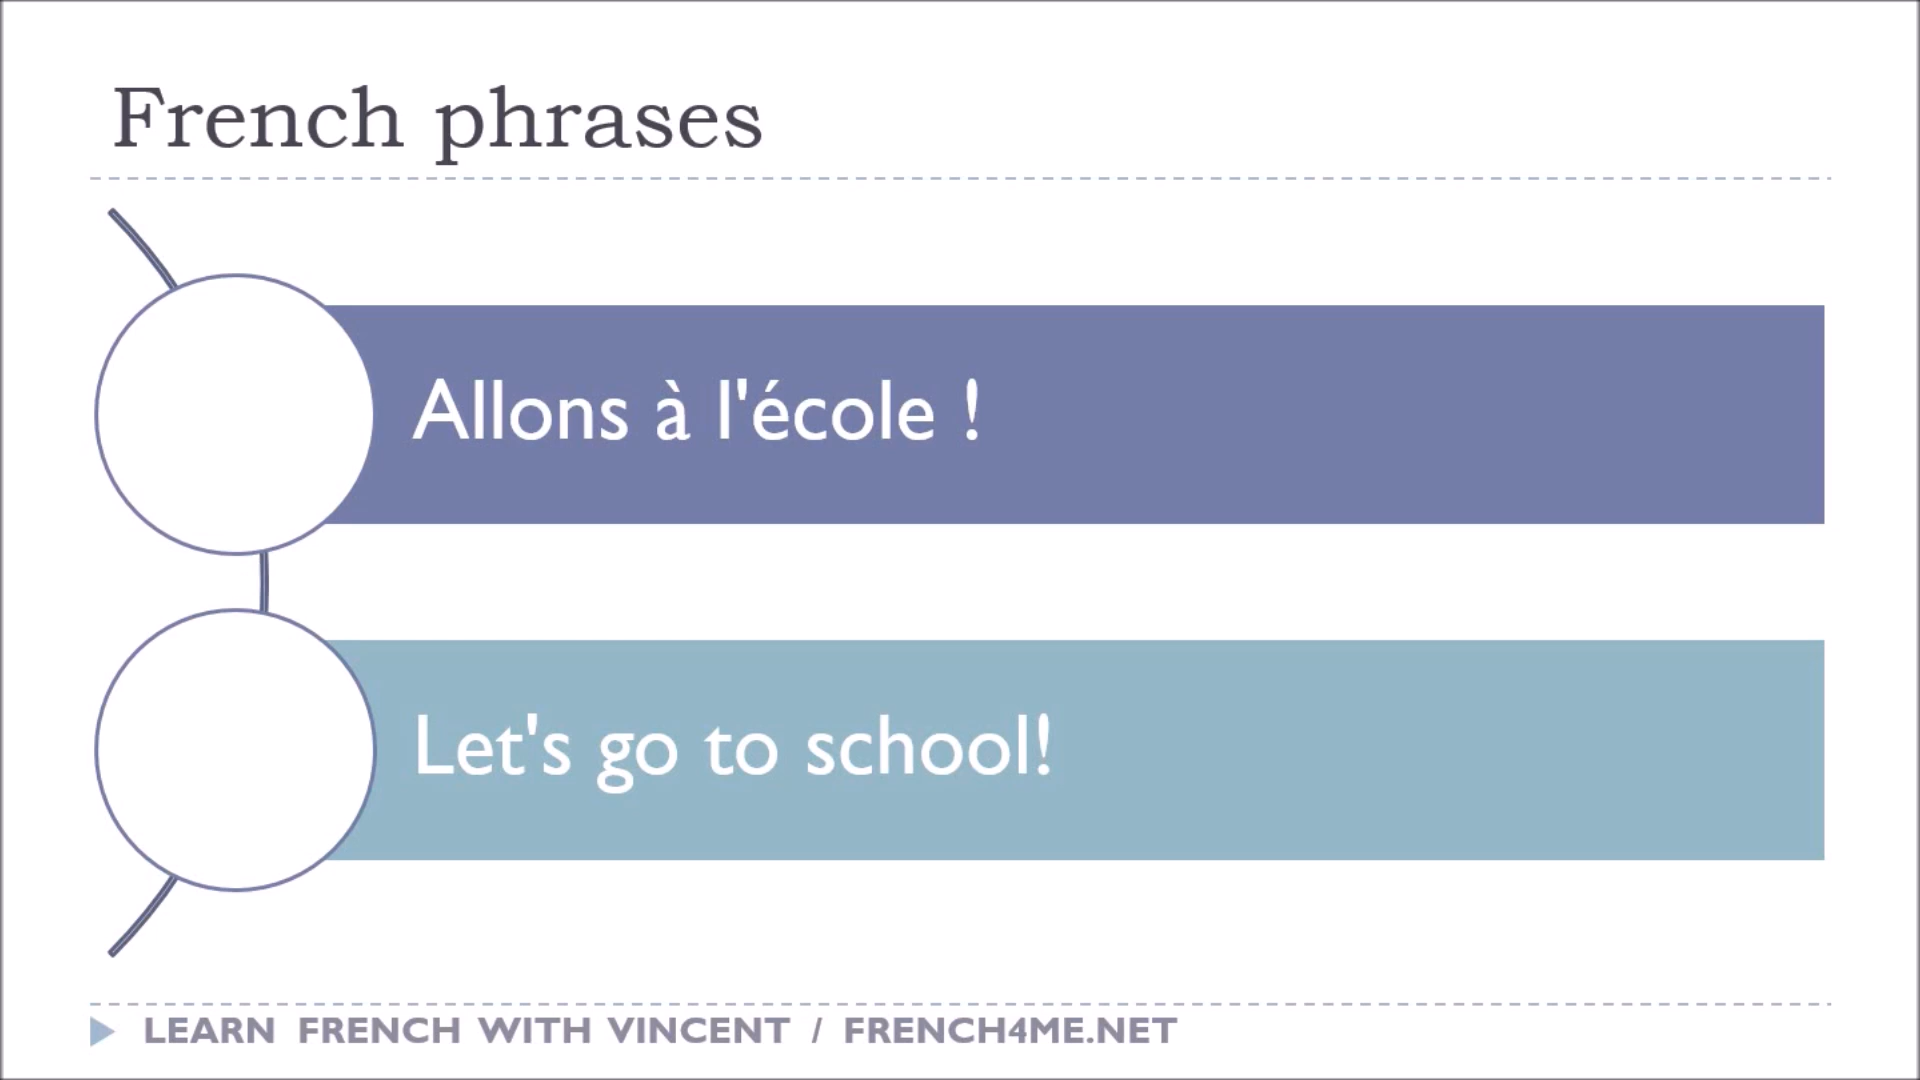 French phrases
Allons à l'école !
Let's go to school!
LEARN FRENCH WITH VINCENT / FRENCH4ME.NET